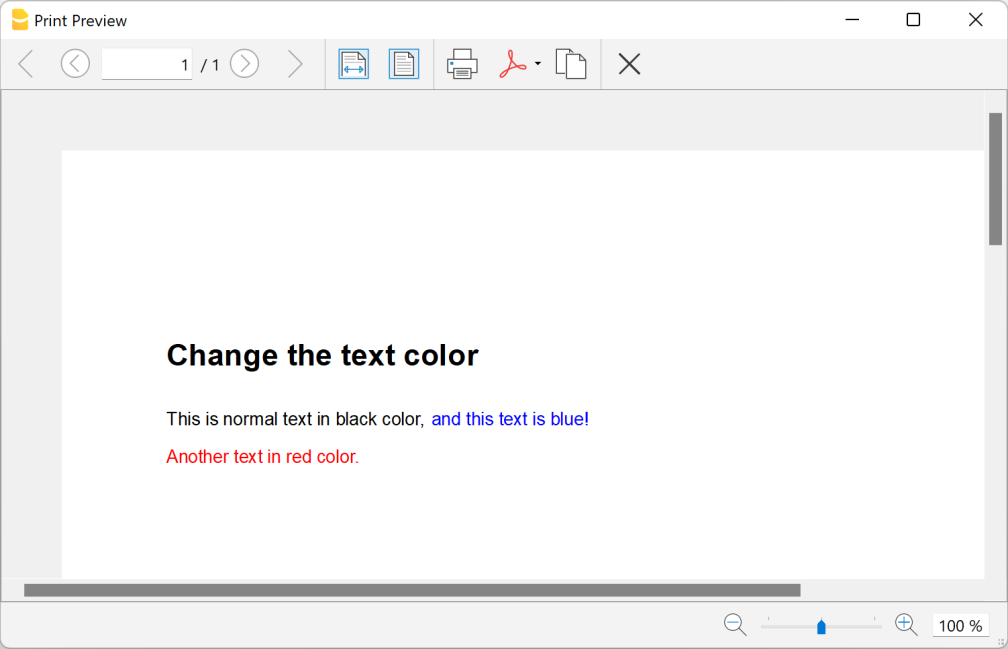 Print Preview
1 / 1
Change the text color
This is normal text in black color, and this text is blue!
Another text in red color.
100 %